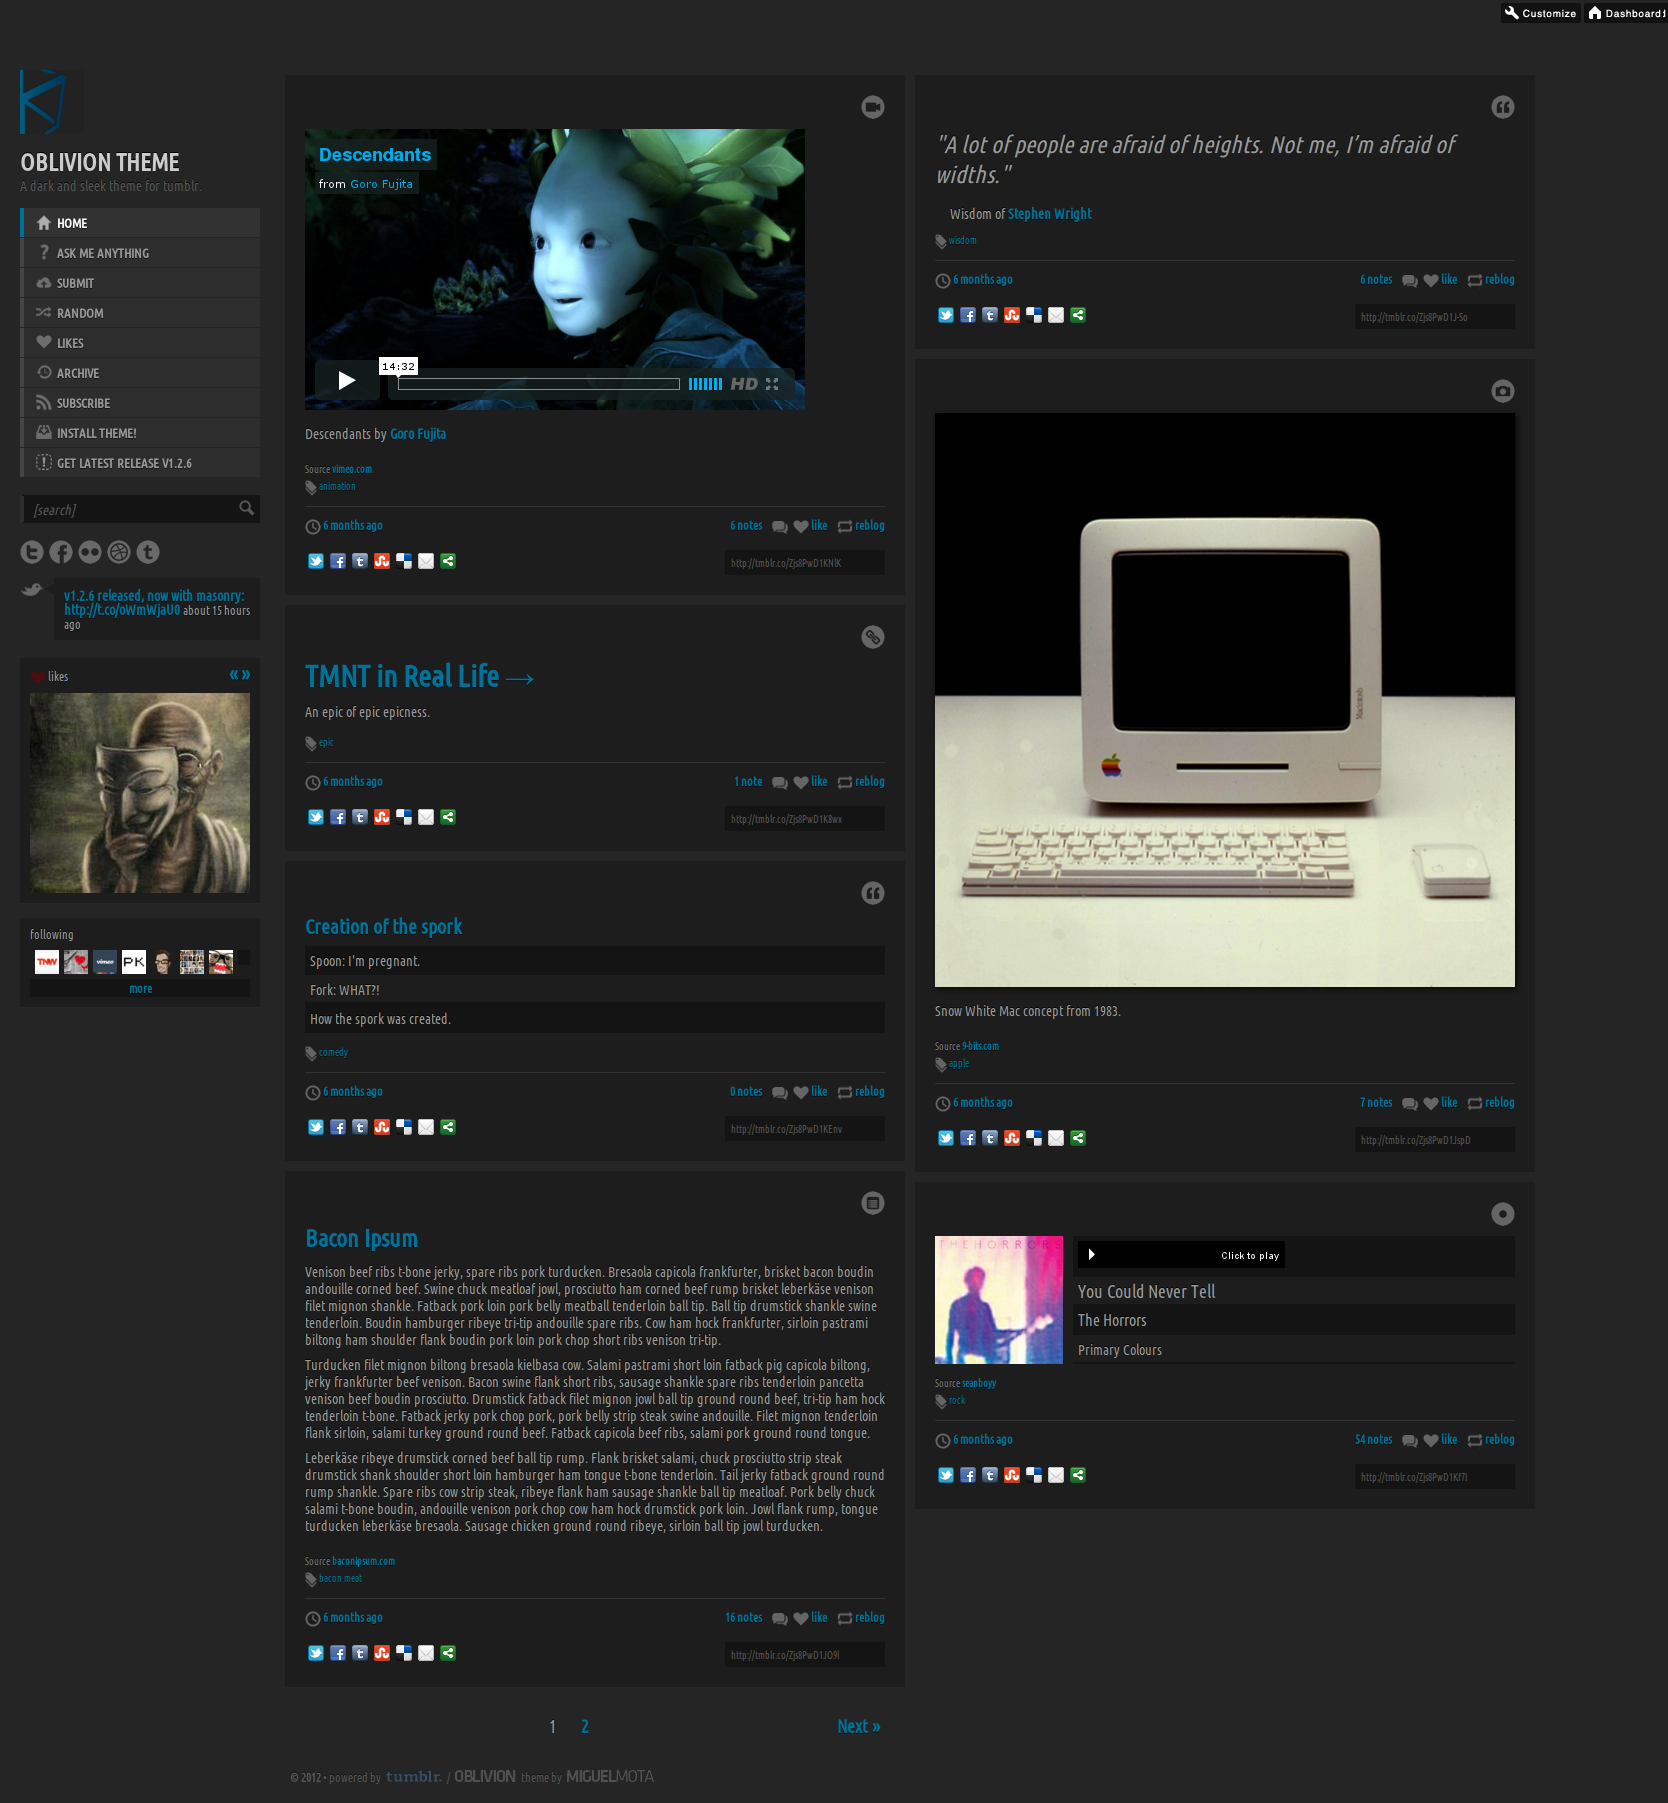 Customize
Dashboard
OBLIVION THEME
A dark and sleek theme for tumblr.
HOME
ASK ME ANYTHING
SUBMIT
RANDOM
LIKES
ARCHIVE
SUBSCRIBE
INSTALL THEME!
GET LATEST RELEASE V1.2.6
[search]
v1.2.6 released, now with masonry:
http://t.co/oWmWjaU0 about 15 hours
ago
likes
« »
following
TNW
vimeo
PK
more
Descendants
from Goro Fujita
14:32
HD
Descendants by Goro Fujita
Source vimeo.com
animation
6 months ago
6 notes like reblog
http://tmblr.co/Zjs8PwD1KNIK
TMNT in Real Life →
An epic of epic epicness.
epic
6 months ago
1 note like reblog
http://tmblr.co/Zjs8PwD1K8wx
Creation of the spork
Spoon: I'm pregnant.
Fork: WHAT?!
How the spork was created.
comedy
6 months ago
0 notes like reblog
http://tmblr.co/Zjs8PwD1KEnv
Bacon Ipsum
Venison beef ribs t-bone jerky, spare ribs pork turducken. Bresaola capicola frankfurter, brisket bacon boudin
andouille corned beef. Swine chuck meatloaf jowl, prosciutto ham corned beef rump brisket leberkäse venison
filet mignon shankle. Fatback pork loin pork belly meatball tenderloin ball tip. Ball tip drumstick shankle swine
tenderloin. Boudin hamburger ribeye tri-tip andouille spare ribs. Cow ham hock frankfurter, sirloin pastrami
biltong ham shoulder flank boudin pork loin pork chop short ribs venison tri-tip.
Turducken filet mignon biltong bresaola kielbasa cow. Salami pastrami short loin fatback pig capicola biltong,
jerky frankfurter beef venison. Bacon swine flank short ribs, sausage shankle spare ribs tenderloin pancetta
venison beef boudin prosciutto. Drumstick fatback filet mignon jowl ball tip ground round beef, tri-tip ham hock
tenderloin t-bone. Fatback jerky pork chop pork, pork belly strip steak swine andouille. Filet mignon tenderloin
flank sirloin, salami turkey ground round beef. Fatback capicola beef ribs, salami pork ground round tongue.
Leberkäse ribeye drumstick corned beef ball tip rump. Flank brisket salami, chuck prosciutto strip steak
drumstick shank shoulder short loin hamburger ham tongue t-bone tenderloin. Tail jerky fatback ground round
rump shankle. Spare ribs cow strip steak, ribeye flank ham sausage shankle ball tip meatloaf. Pork belly chuck
salami t-bone boudin, andouille venison pork chop cow ham hock drumstick pork loin. Jowl flank rump, tongue
turducken leberkäse bresaola. Sausage chicken ground round ribeye, sirloin ball tip jowl turducken.
Source baconipsum.com
bacon meat
6 months ago
16 notes like reblog
http://tmblr.co/Zjs8PwD1JO9l
"A lot of people are afraid of heights. Not me, I'm afraid of
widths."
Wisdom of Stephen Wright
wisdom
6 months ago
6 notes like reblog
http://tmblr.co/Zjs8PwD1J-So
Macintosh
Snow White Mac concept from 1983.
Source 9-bits.com
apple
6 months ago
7 notes like reblog
http://tmblr.co/Zjs8PwD1JspD
THE HORRORS
Click to play
You Could Never Tell
The Horrors
Primary Colours
Source seanboyy
rock
6 months ago
54 notes like reblog
http://tmblr.co/Zjs8PwD1Kf7I
1 2 Next »
© 2012 • powered by tumblr. / OBLIVION theme by MIGUELMOTA